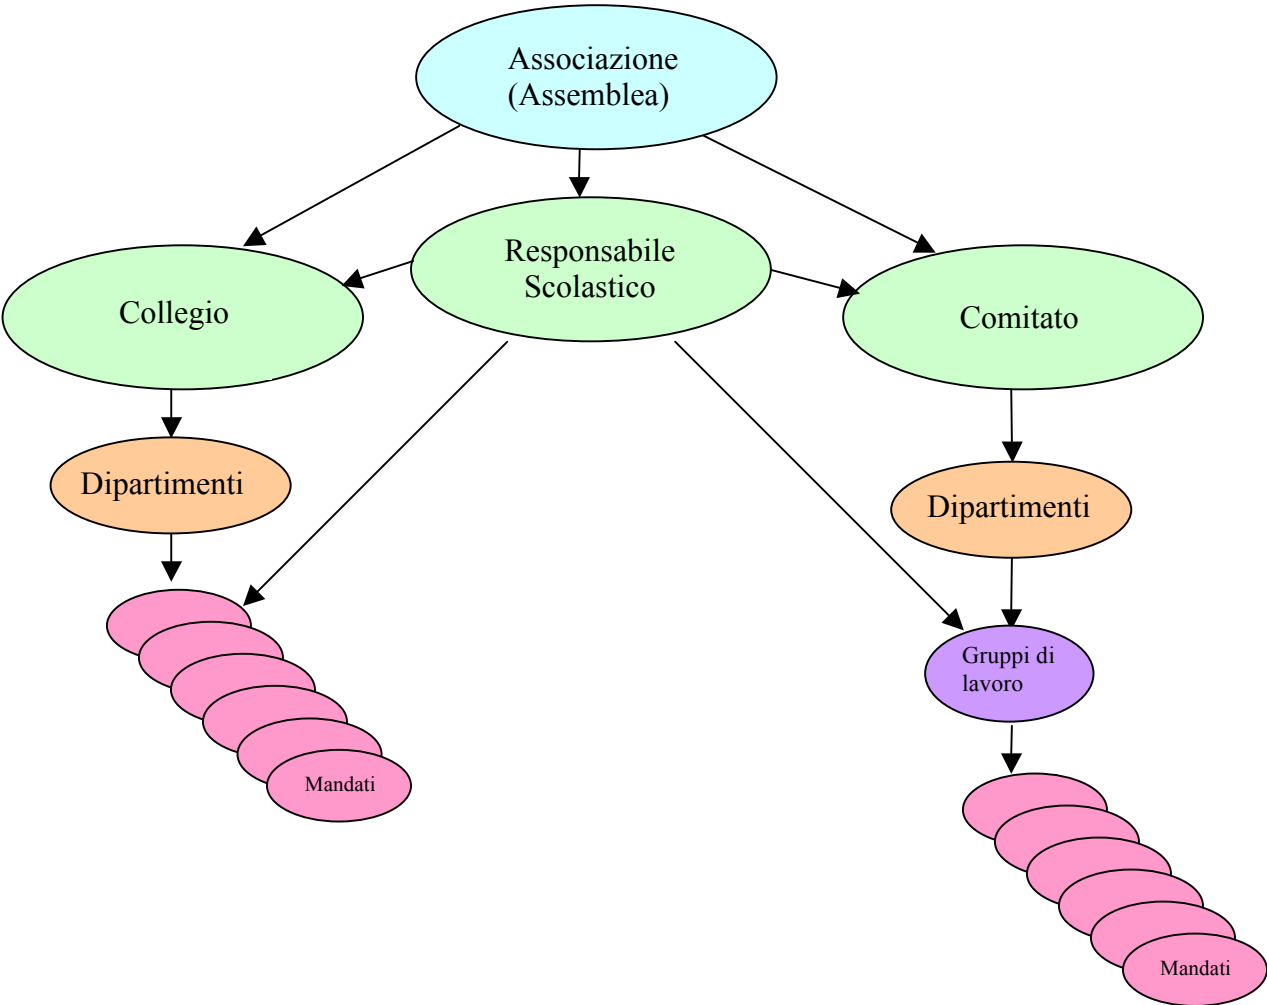 Associazione
(Assemblea)
Responsabile
Scolastico
Collegio
Comitato
Dipartimenti
Dipartimenti
Gruppi di
lavoro
Mandati
Mandati